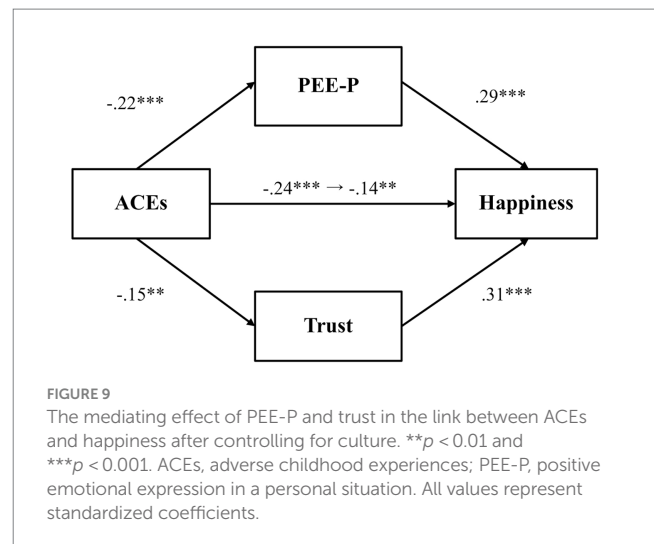 PEE-P
-.22***
.29***
-.24*** → -.14**
ACEs
Happiness
-.15**
.31***
Trust
FIGURE 9
The mediating effect of PEE-P and trust in the link between ACEs
and happiness after controlling for culture. **p < 0.01 and
***p < 0.001. ACEs, adverse childhood experiences; PEE-P, positive
emotional expression in a personal situation. All values represent
standardized coefficients.